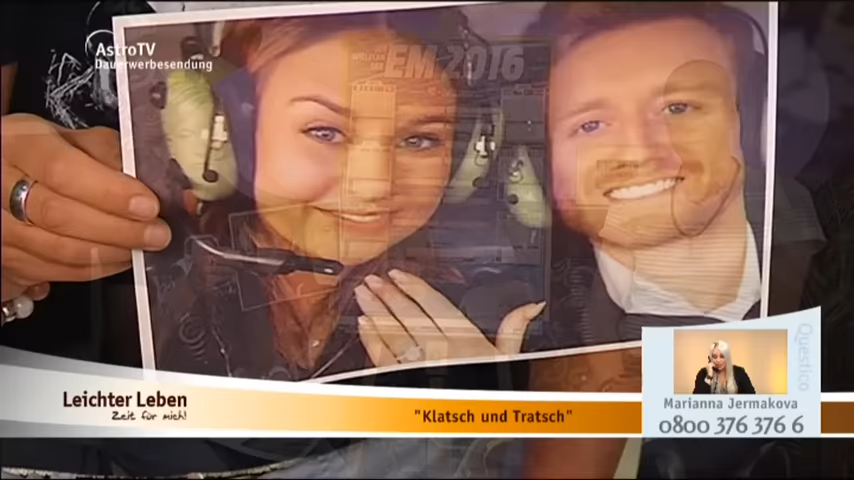 AstroTV
Dauerwerbesendung
EM 2016
Leichter Leben
Zeit für mich!
"Klatsch und Tratsch"
Questico
Marianna Jermakova
0800 376 376 6